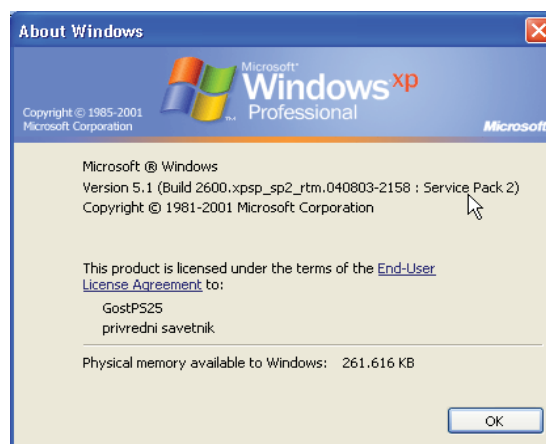 About Windows
Microsoft®
Windows xp
Professional
Copyright © 1985-2001
Microsoft Corporation
Microsoft
Microsoft ® Windows
Version 5.1 (Build 2600.xpsp_sp2_rtm.040803-2158 : Service Pack 2)
Copyright © 1981-2001 Microsoft Corporation
This product is licensed under the terms of the End-User
License Agreement to:
GostPS25
privredni savetnik
Physical memory available to Windows: 261.616 KB
OK